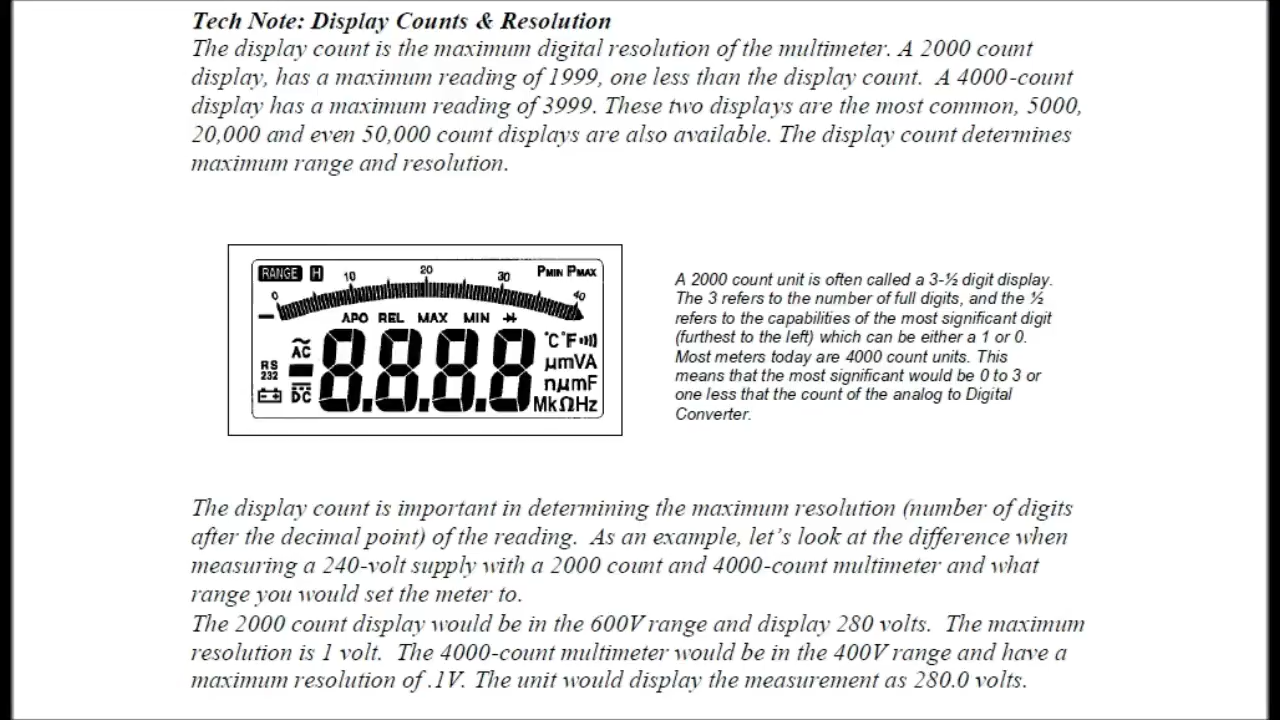 Tech Note: Display Counts & Resolution
The display count is the maximum digital resolution of the multimeter. A 2000 count
display, has a maximum reading of 1999, one less than the display count.  A 4000-count
display has a maximum reading of 3999. These two displays are the most common, 5000,
20,000 and even 50,000 count displays are also available. The display count determines
maximum range and resolution.
RANGE H 0 10 20 30 40 PMIN PMAX
APO REL MAX MIN
AC °C °F
RS 232 -8.8.8.8 µmVA
nµmF
DC MkΩHz
A 2000 count unit is often called a 3-½ digit display.
The 3 refers to the number of full digits, and the ½
refers to the capabilities of the most significant digit
(furthest to the left) which can be either a 1 or 0.
Most meters today are 4000 count units. This
means that the most significant would be 0 to 3 or
one less that the count of the analog to Digital
Converter.
The display count is important in determining the maximum resolution (number of digits
after the decimal point) of the reading.  As an example, let's look at the difference when
measuring a 240-volt supply with a 2000 count and 4000-count multimeter and what
range you would set the meter to.
The 2000 count display would be in the 600V range and display 280 volts.  The maximum
resolution is 1 volt.  The 4000-count multimeter would be in the 400V range and have a
maximum resolution of .1V. The unit would display the measurement as 280.0 volts.